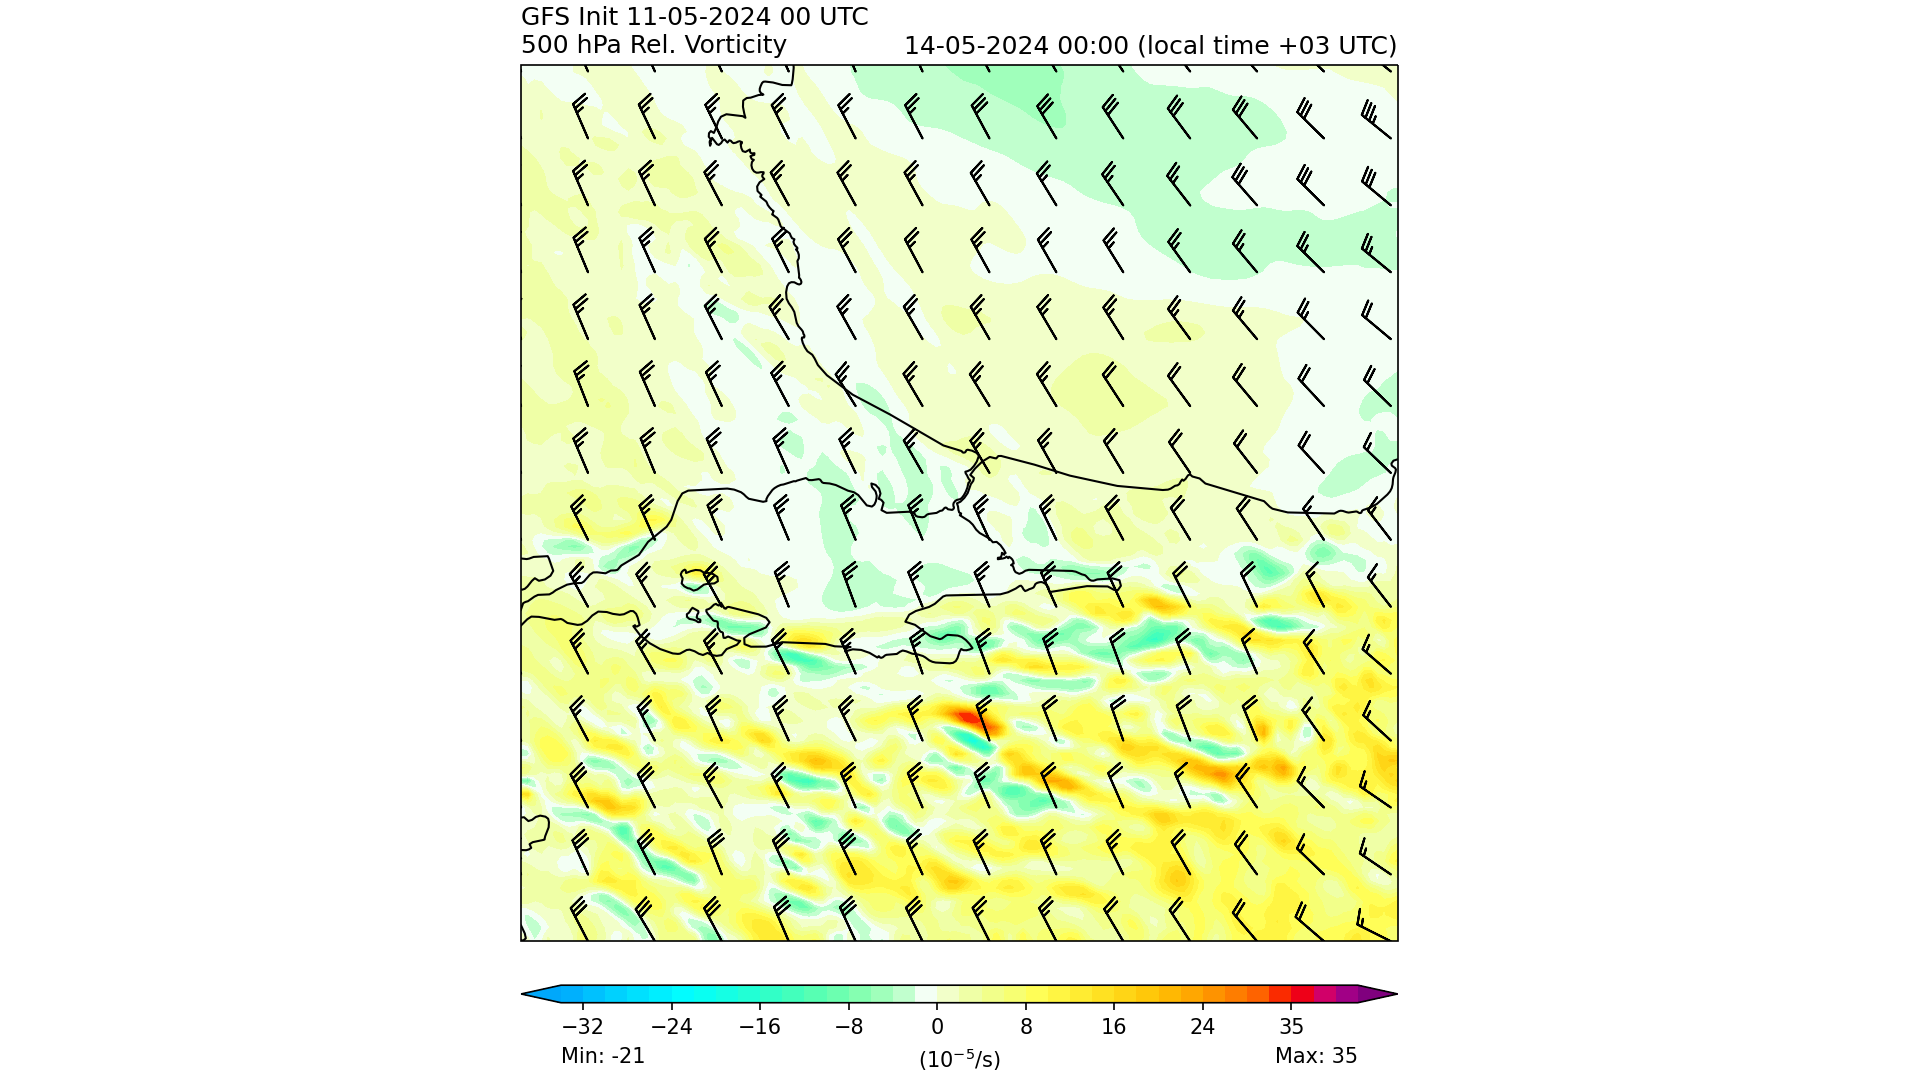 GFS Init 11-05-2024 00 UTC
500 hPa Rel. Vorticity
14-05-2024 00:00 (local time +03 UTC)
−32 −24 −16 −8 0 8 16 24 35
Min: -21 (10⁻⁵/s) Max: 35